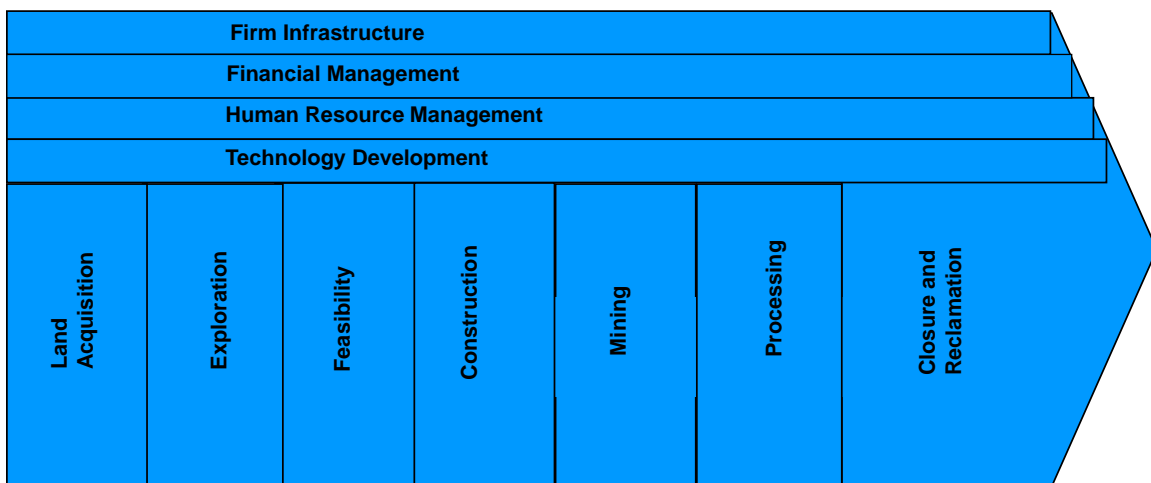 Firm Infrastructure
Financial Management
Human Resource Management
Technology Development
Land
Acquisition
Exploration
Feasibility
Construction
Mining
Processing
Closure and
Reclamation